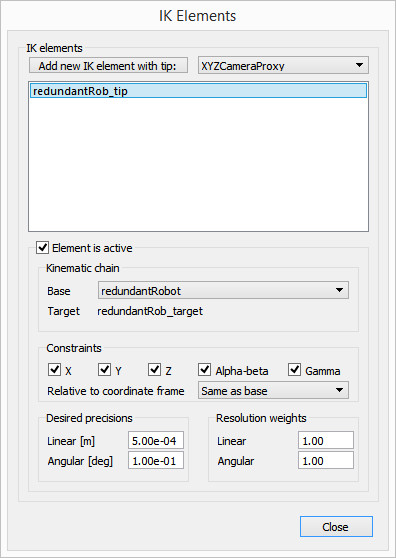 IK Elements
IK elements
Add new IK element with tip: XYZCameraProxy
redundantRob_tip
Element is active
Kinematic chain
Base redundantRobot
Target redundantRob_target
Constraints
X Y Z Alpha-beta Gamma
Relative to coordinate frame Same as base
Desired precisions Resolution weights
Linear [m] 5.00e-04 Linear 1.00
Angular [deg] 1.00e-01 Angular 1.00
Close